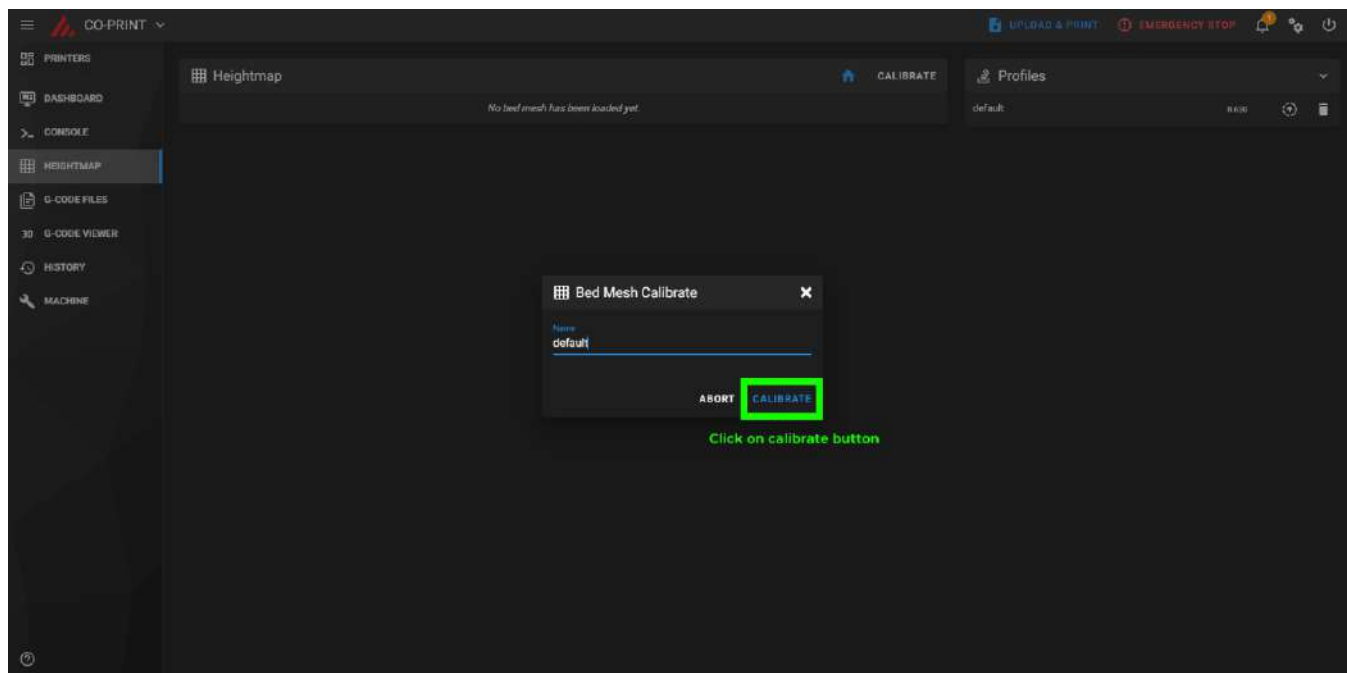 CO-PRINT
UPLOAD & PRINT
EMERGENCY STOP
PRINTERS
DASHBOARD
CONSOLE
HEIGHTMAP
G-CODE FILES
3D G-CODE VIEWER
HISTORY
MACHINE
Heightmap
CALIBRATE
No bed mesh has been loaded yet.
Profiles
default
Bed Mesh Calibrate
Name
default
ABORT
CALIBRATE
Click on calibrate button